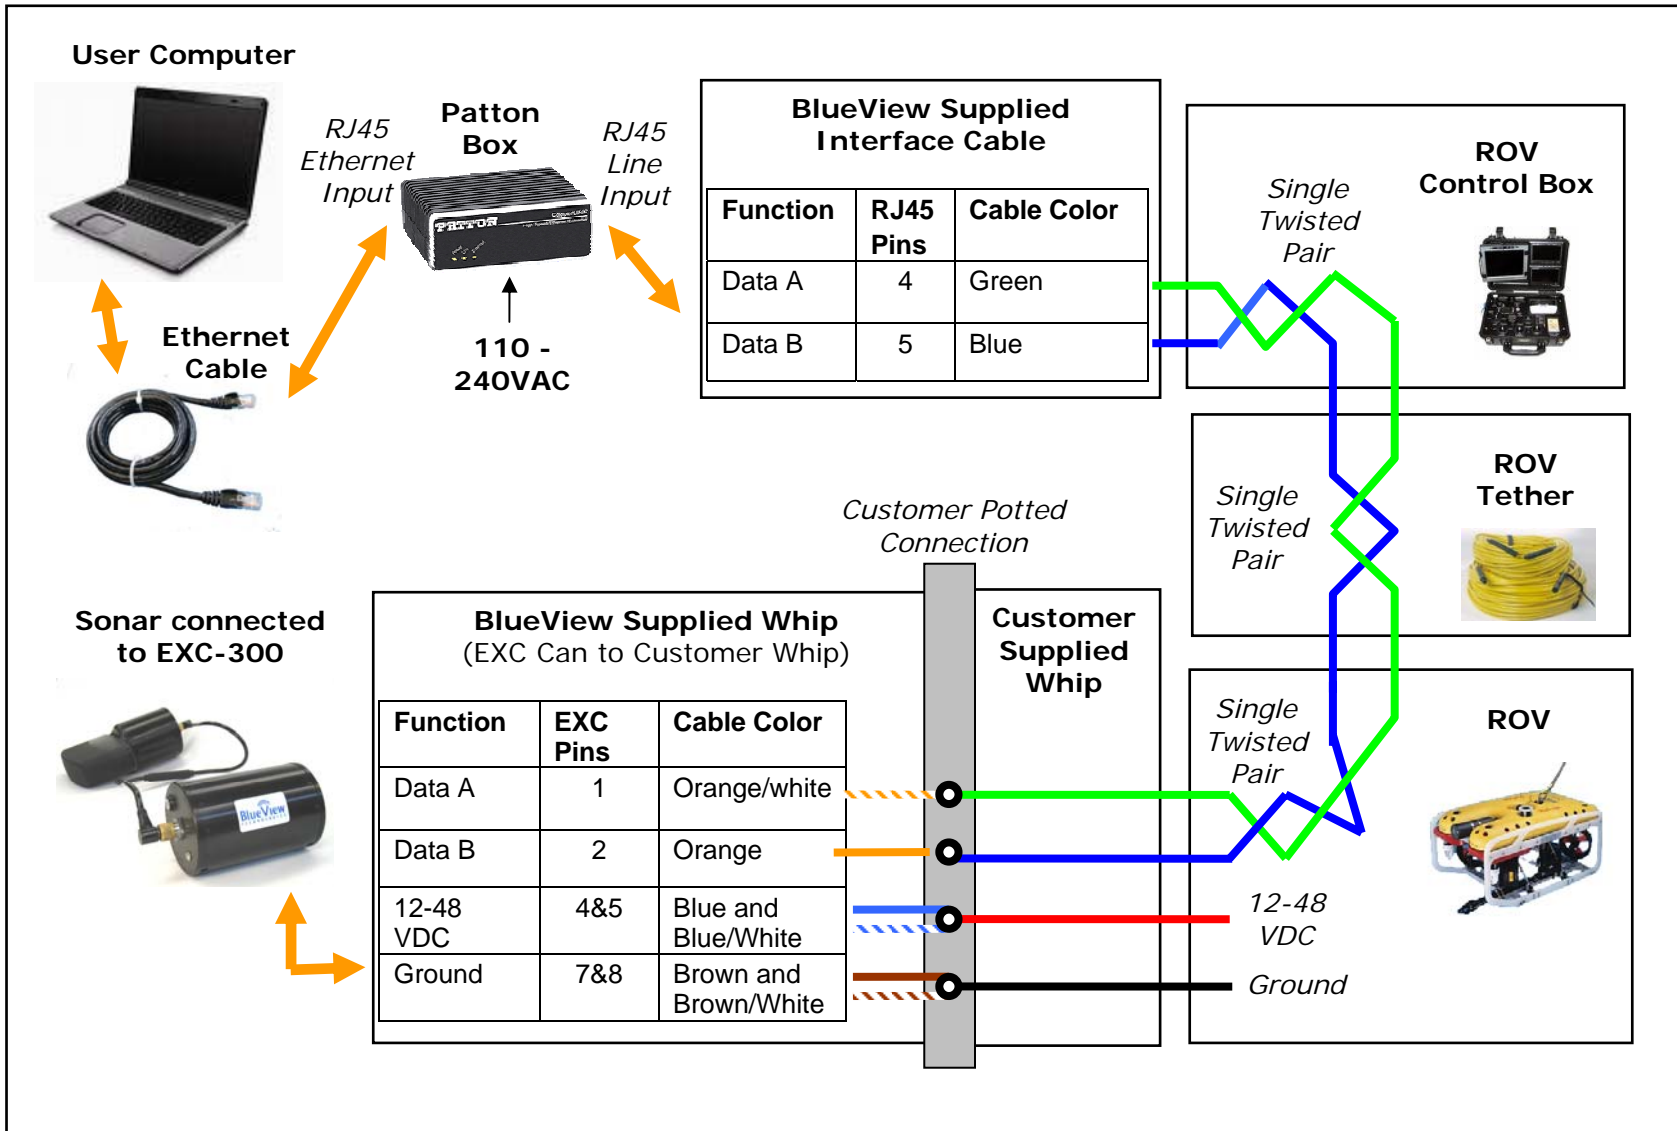 User Computer
RJ45
Ethernet
Input
Patton
Box
RJ45
Line
Input
PATTON
110 -
240VAC
Ethernet
Cable
BlueView Supplied
Interface Cable
Function RJ45 Pins Cable Color
Data A 4 Green
Data B 5 Blue
Single
Twisted
Pair
ROV
Control Box
Single
Twisted
Pair
ROV
Tether
Customer Potted
Connection
Sonar connected
to EXC-300
BlueView
BlueView Supplied Whip
(EXC Can to Customer Whip)
Function EXC Pins Cable Color
Data A 1 Orange/white
Data B 2 Orange
12-48 VDC 4&5 Blue and Blue/White
Ground 7&8 Brown and Brown/White
Customer
Supplied
Whip
Single
Twisted
Pair
ROV
12-48
VDC
Ground